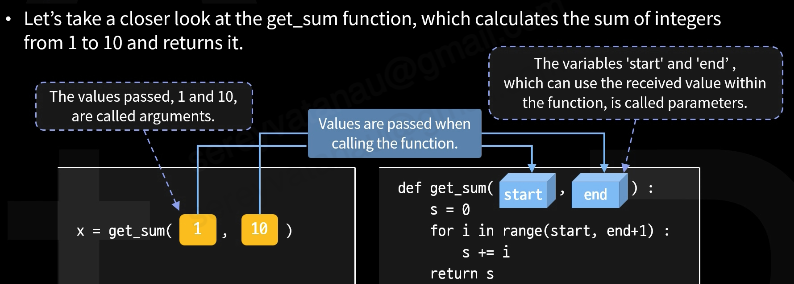 • Let's take a closer look at the get_sum function, which calculates the sum of integers
from 1 to 10 and returns it.
The values passed, 1 and 10,
are called arguments.
Values are passed when
calling the function.
The variables 'start' and 'end' ,
which can use the received value within
the function, is called parameters.
x = get_sum( 1 , 10 )
def get_sum( start , end ) :
s = 0
for i in range(start, end+1) :
s += i
return s